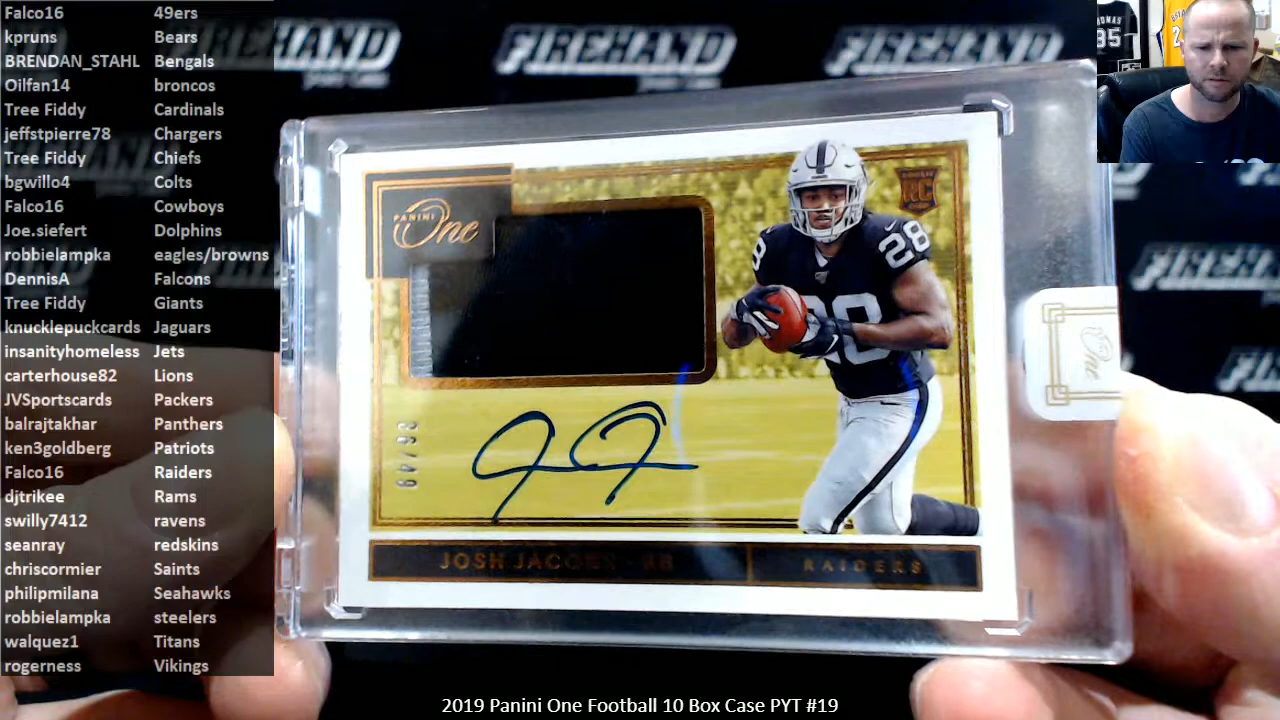 Falco16 49ers
kpruns Bears
BRENDAN_STAHL Bengals
Oilfan14 broncos
Tree Fiddy Cardinals
jeffstpierre78 Chargers
Tree Fiddy Chiefs
bgwillo4 Colts
Falco16 Cowboys
Joe.siefert Dolphins
robbielampka eagles/browns
DennisA Falcons
Tree Fiddy Giants
knucklepuckcards Jaguars
insanityhomeless Jets
carterhouse82 Lions
JVSportscards Packers
balrajtakhar Panthers
ken3goldberg Patriots
Falco16 Raiders
djtrikee Rams
swilly7412 ravens
seanray redskins
chriscormier Saints
philipmilana Seahawks
robbielampka steelers
walquez1 Titans
rogerness Vikings
FIREHAND
FIREHAND
PANINI
One
RC
28
28
JOSH JACOBS - RB
RAIDERS
One
2019 Panini One Football 10 Box Case PYT #19